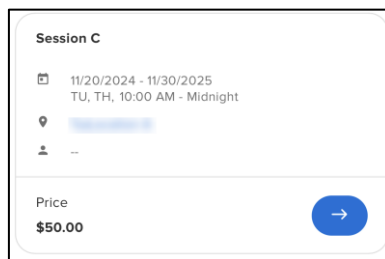 Session C
11/20/2024 - 11/30/2025
TU, TH, 10:00 AM - Midnight
--
Price
$50.00